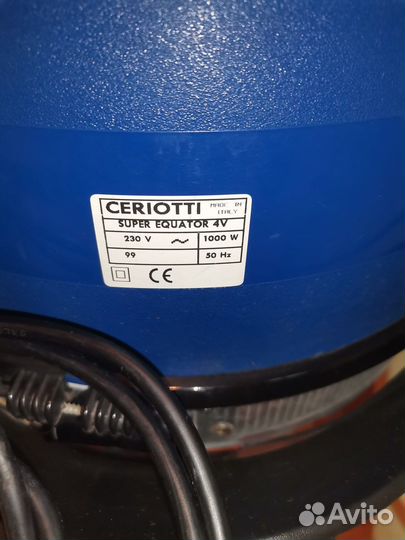 CERIOTTI MADE IN ITALY
SUPER EQUATOR 4V
230 V ~ 1000 W
99 50 Hz
CE
Avito